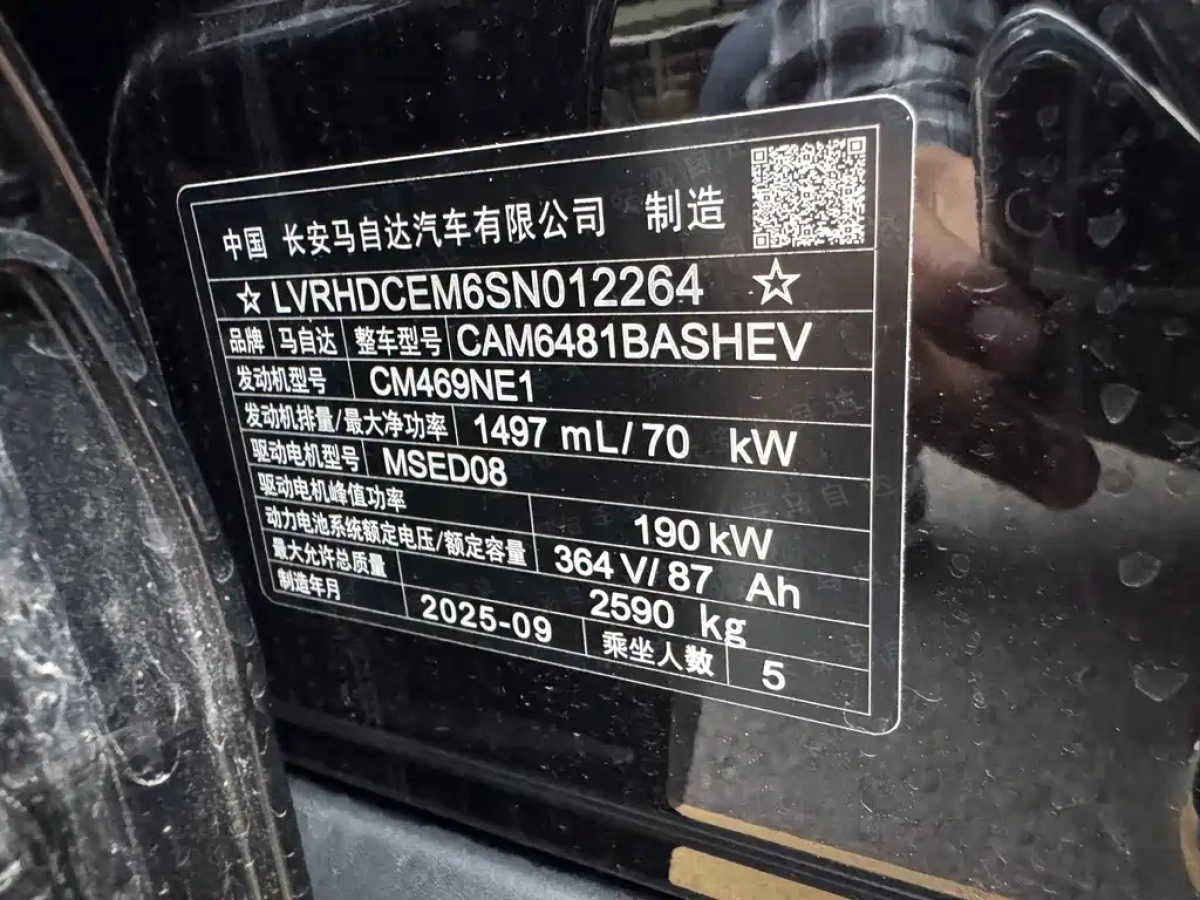 中国 长安马自达汽车有限公司 制造
☆LVRHDCEM6SN012264☆
品牌 马自达 整车型号 CAM6481BASHEV
发动机型号 CM469NE1
发动机排量/最大净功率 1497 mL/70 kW
驱动电机型号 MSED08
驱动电机峰值功率 190 kW
动力电池系统额定电压/额定容量 364 V/87 Ah
最大允许总质量 2590 kg
制造年月 2025-09 乘坐人数 5